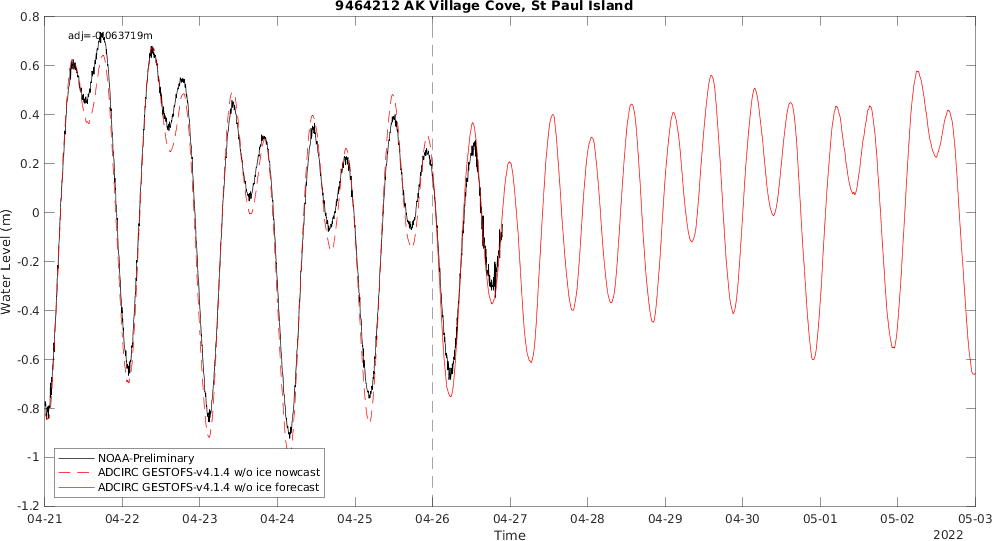 9464212 AK Village Cove, St Paul Island
adj=-0.063719m
Water Level (m)
0.8
0.6
0.4
0.2
0
-0.2
-0.4
-0.6
-0.8
-1
-1.2
NOAA-Preliminary
ADCIRC GESTOFS-v4.1.4 w/o ice nowcast
ADCIRC GESTOFS-v4.1.4 w/o ice forecast
04-21 04-22 04-23 04-24 04-25 04-26 04-27 04-28 04-29 04-30 05-01 05-02 05-03
Time
2022